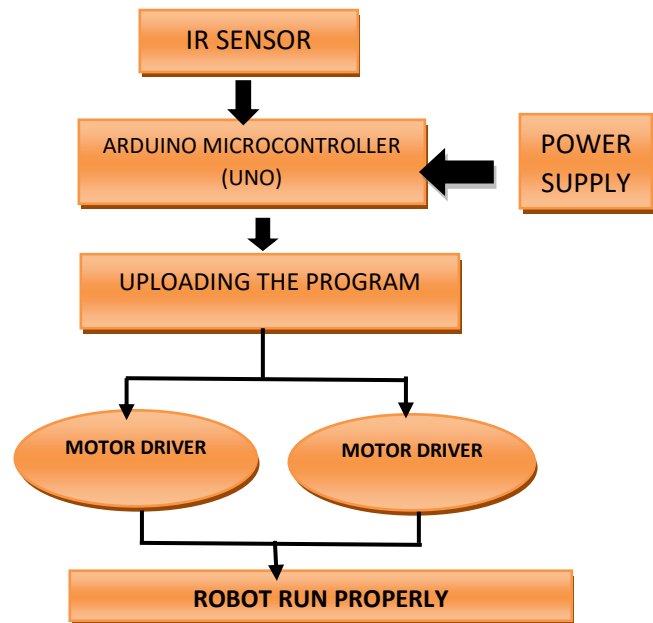 IR SENSOR
ARDUINO MICROCONTROLLER
(UNO)
POWER
SUPPLY
UPLOADING THE PROGRAM
MOTOR DRIVER
MOTOR DRIVER
ROBOT RUN PROPERLY